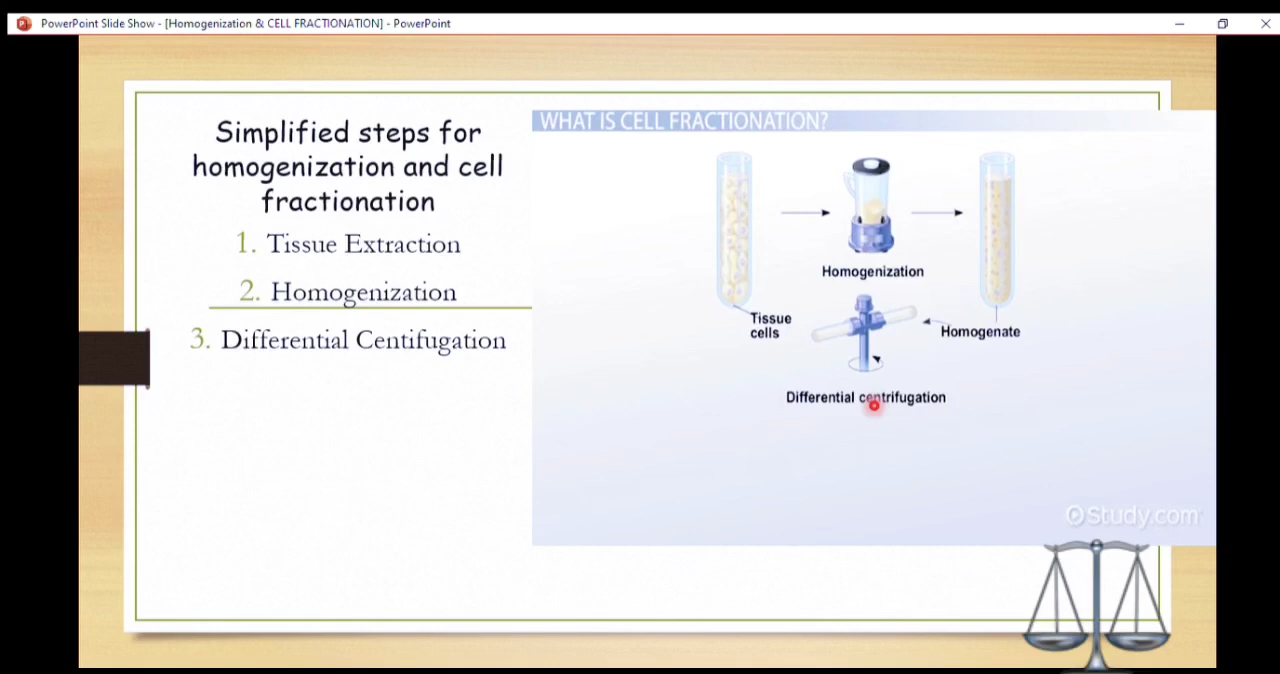 PowerPoint Slide Show - [Homogenization & CELL FRACTIONATION] - PowerPoint
Simplified steps for
homogenization and cell
fractionation
1. Tissue Extraction
2. Homogenization
3. Differential Centifugation
WHAT IS CELL FRACTIONATION?
Homogenization
Tissue
cells
Homogenate
Differential centrifugation
Study.com